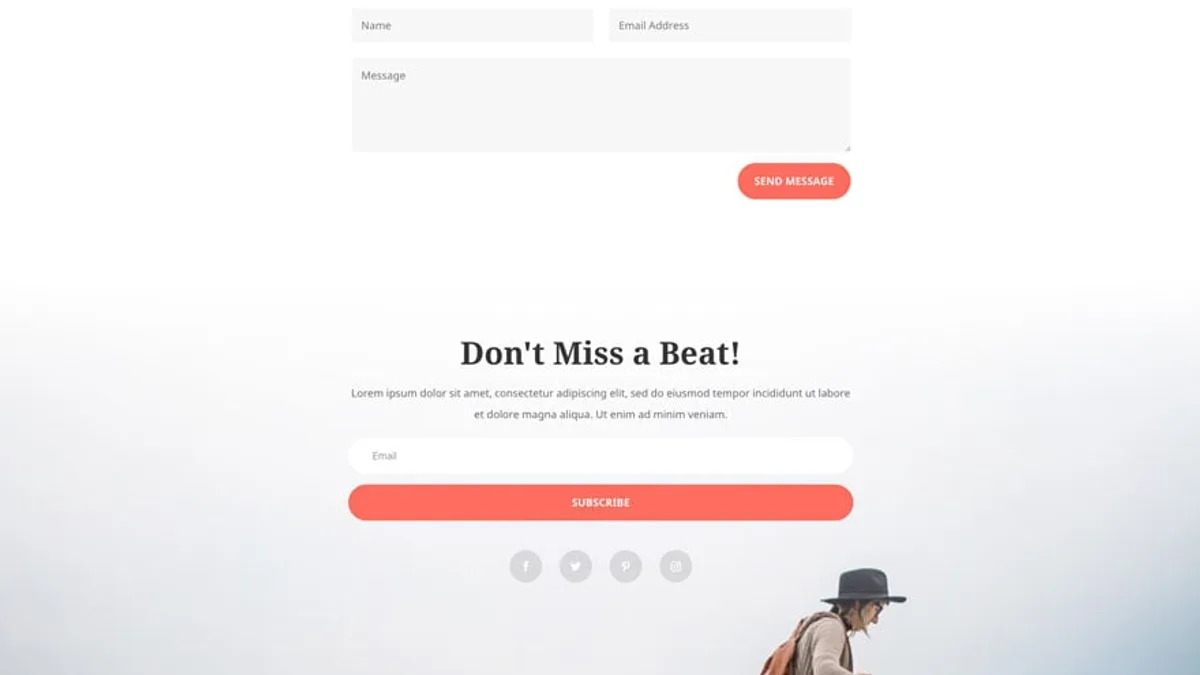 Name
Email Address
Message
SEND MESSAGE
Don't Miss a Beat!
Lorem ipsum dolor sit amet, consectetur adipiscing elit, sed do eiusmod tempor incididunt ut labore
et dolore magna aliqua. Ut enim ad minim veniam.
Email
SUBSCRIBE